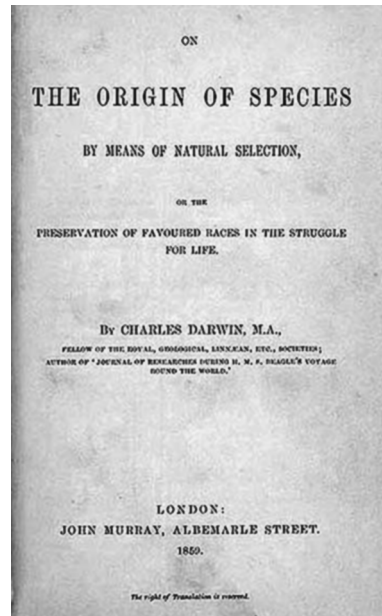 ON
THE ORIGIN OF SPECIES
BY MEANS OF NATURAL SELECTION,
OR THE
PRESERVATION OF FAVOURED RACES IN THE STRUGGLE
FOR LIFE.
BY CHARLES DARWIN, M.A.,
FELLOW OF THE ROYAL, GEOLOGICAL, LINNÆAN, ETC., SOCIETIES;
AUTHOR OF 'JOURNAL OF RESEARCHES DURING H. M. S. BEAGLE'S VOYAGE
ROUND THE WORLD.'
LONDON:
JOHN MURRAY, ALBEMARLE STREET.
1859.
The right of Translation is reserved.